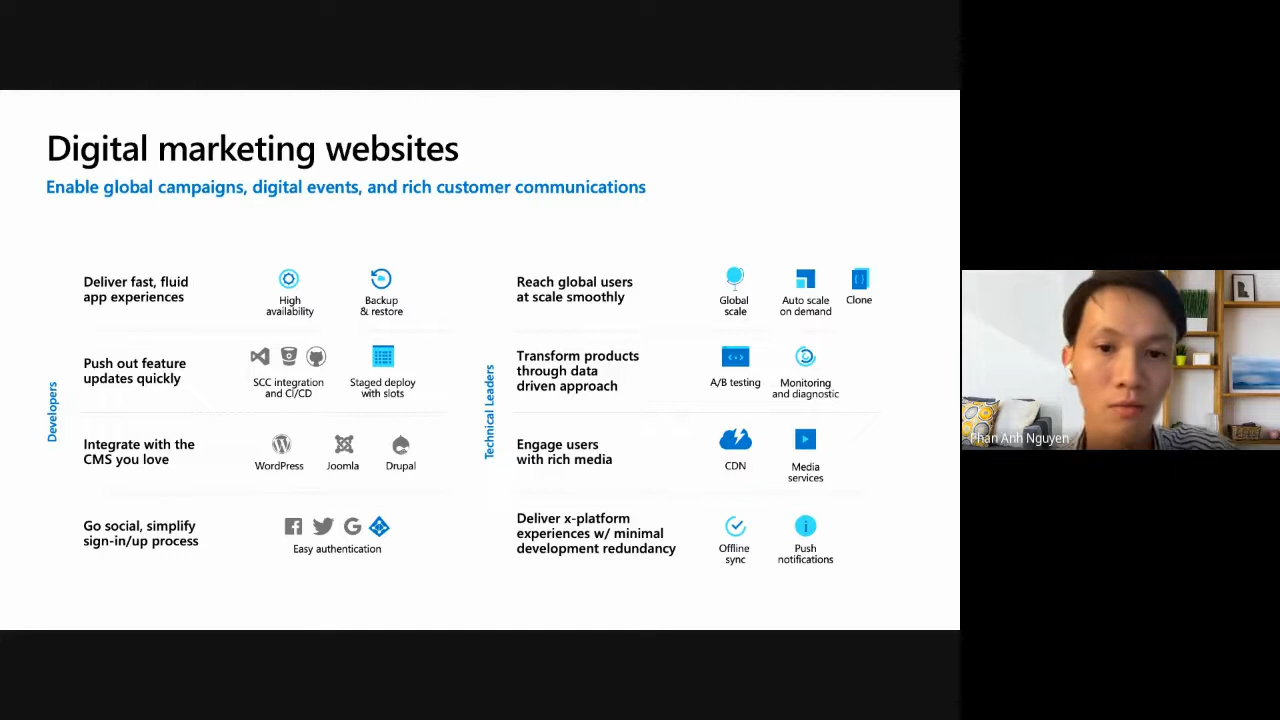 Digital marketing websites
Enable global campaigns, digital events, and rich customer communications
Developers
Deliver fast, fluid
app experiences
High
availability
Backup
& restore
Push out feature
updates quickly
SCC integration
and CI/CD
Staged deploy
with slots
Integrate with the
CMS you love
WordPress
Joomla
Drupal
Go social, simplify
sign-in/up process
Easy authentication
Technical Leaders
Reach global users
at scale smoothly
Global
scale
Auto scale
on demand
Clone
Transform products
through data
driven approach
A/B testing
Monitoring
and diagnostic
Engage users
with rich media
CDN
Media
services
Deliver x-platform
experiences w/ minimal
development redundancy
Offline
sync
Push
notifications
Phan Anh Nguyen